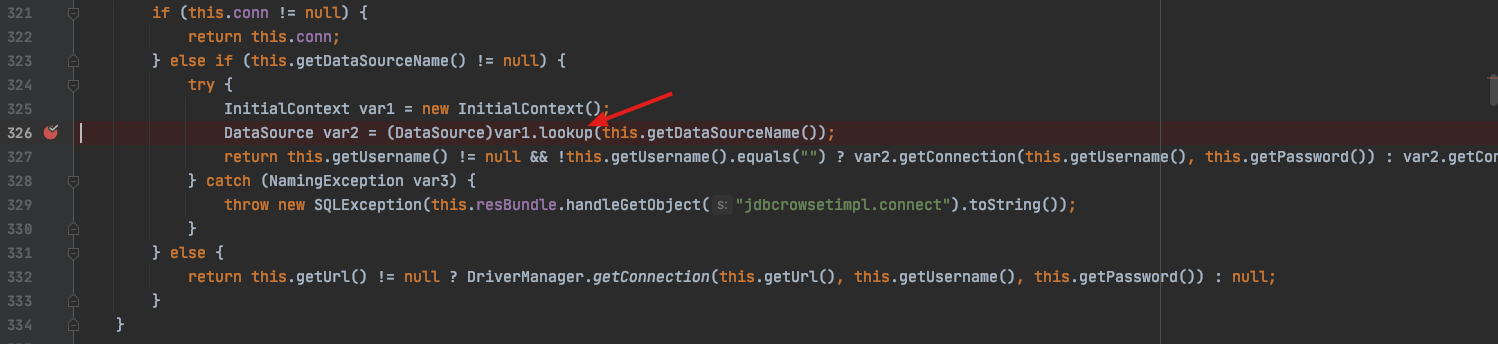 321 if (this.conn != null) {
322 return this.conn;
323 } else if (this.getDataSourceName() != null) {
324 try {
325 InitialContext var1 = new InitialContext();
326 DataSource var2 = (DataSource)var1.lookup(this.getDataSourceName());
327 return this.getUsername() != null && !this.getUsername().equals("") ? var2.getConnection(this.getUsername(), this.getPassword()) : var2.getCon
328 } catch (NamingException var3) {
329 throw new SQLException(this.resBundle.handleGetObject( s: "jdbcrowsetimpl.connect").toString());
330 }
331 } else {
332 return this.getUrl() != null ? DriverManager.getConnection(this.getUrl(), this.getUsername(), this.getPassword()) : null;
333 }
334 }